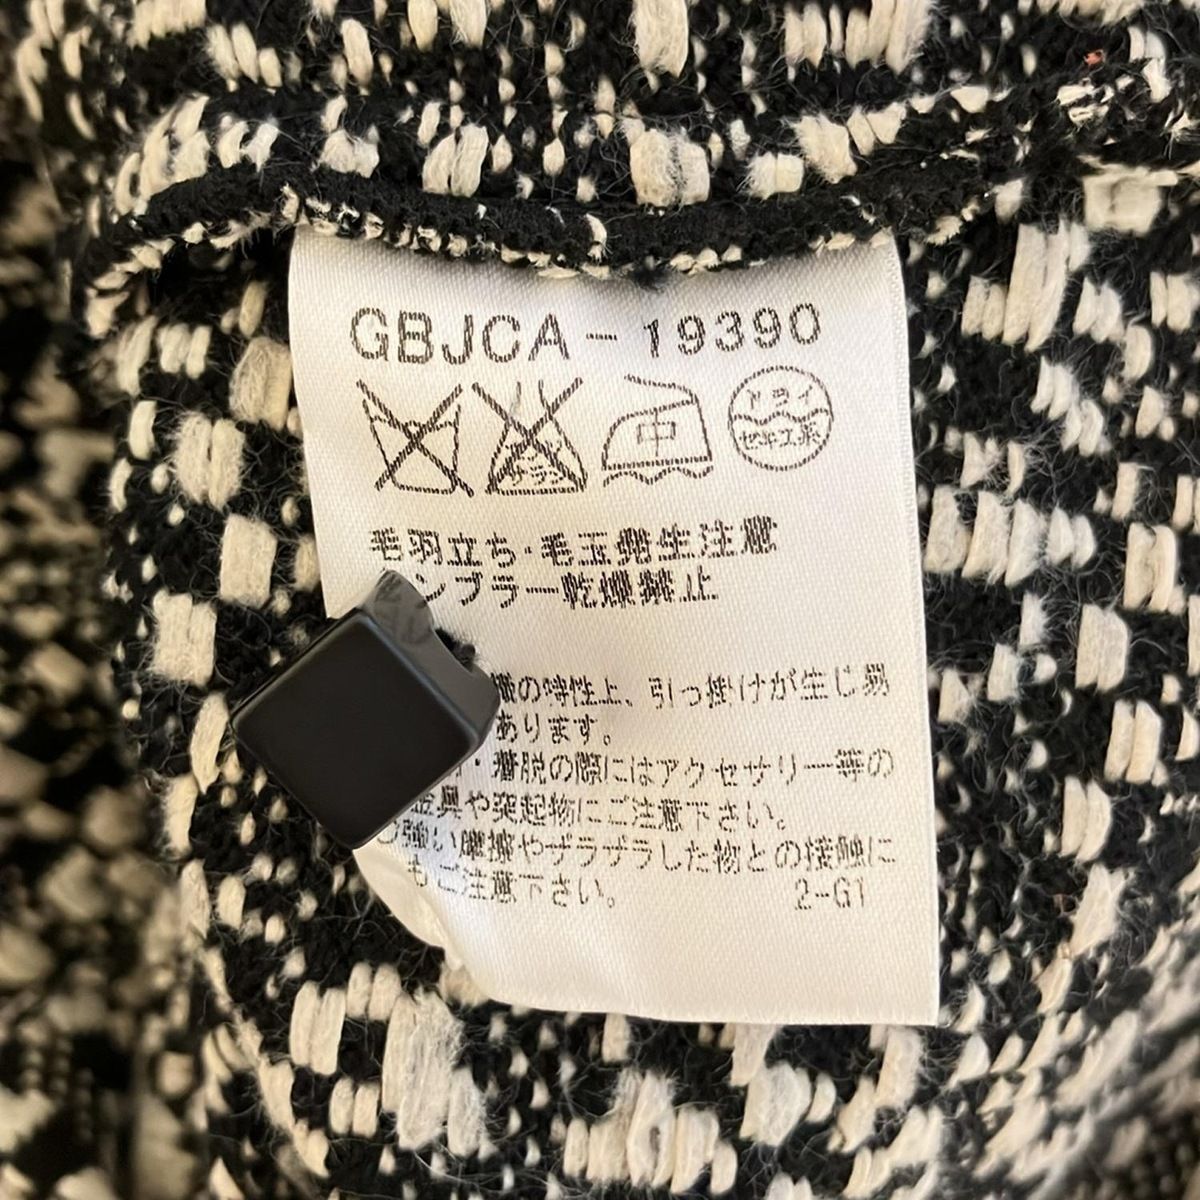 GBJCA-19390
サラシ 中 ドライ
セキユ系
毛羽立ち・毛玉発生注意
ンブラー乾燥禁止
織の特性上、引っ掛けが生じ易
あります。
・着脱の際にはアクセサリー等の
金具や突起物にご注意下さい。
○強い摩擦やザラザラした物との接触に
もご注意下さい。
2-G1